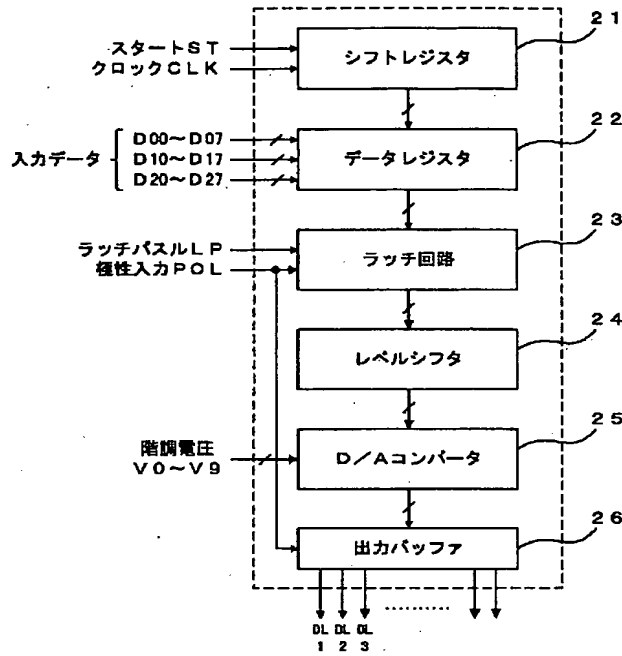 スタートST
クロックCLK
シフトレジスタ
21
入力データ
D00〜D07
D10〜D17
D20〜D27
データレジスタ
22
ラッチパスルLP
極性入力POL
ラッチ回路
23
レベルシフタ
24
階調電圧
V0〜V9
D/Aコンバータ
25
出力バッファ
26
DL DL DL
1 2 3